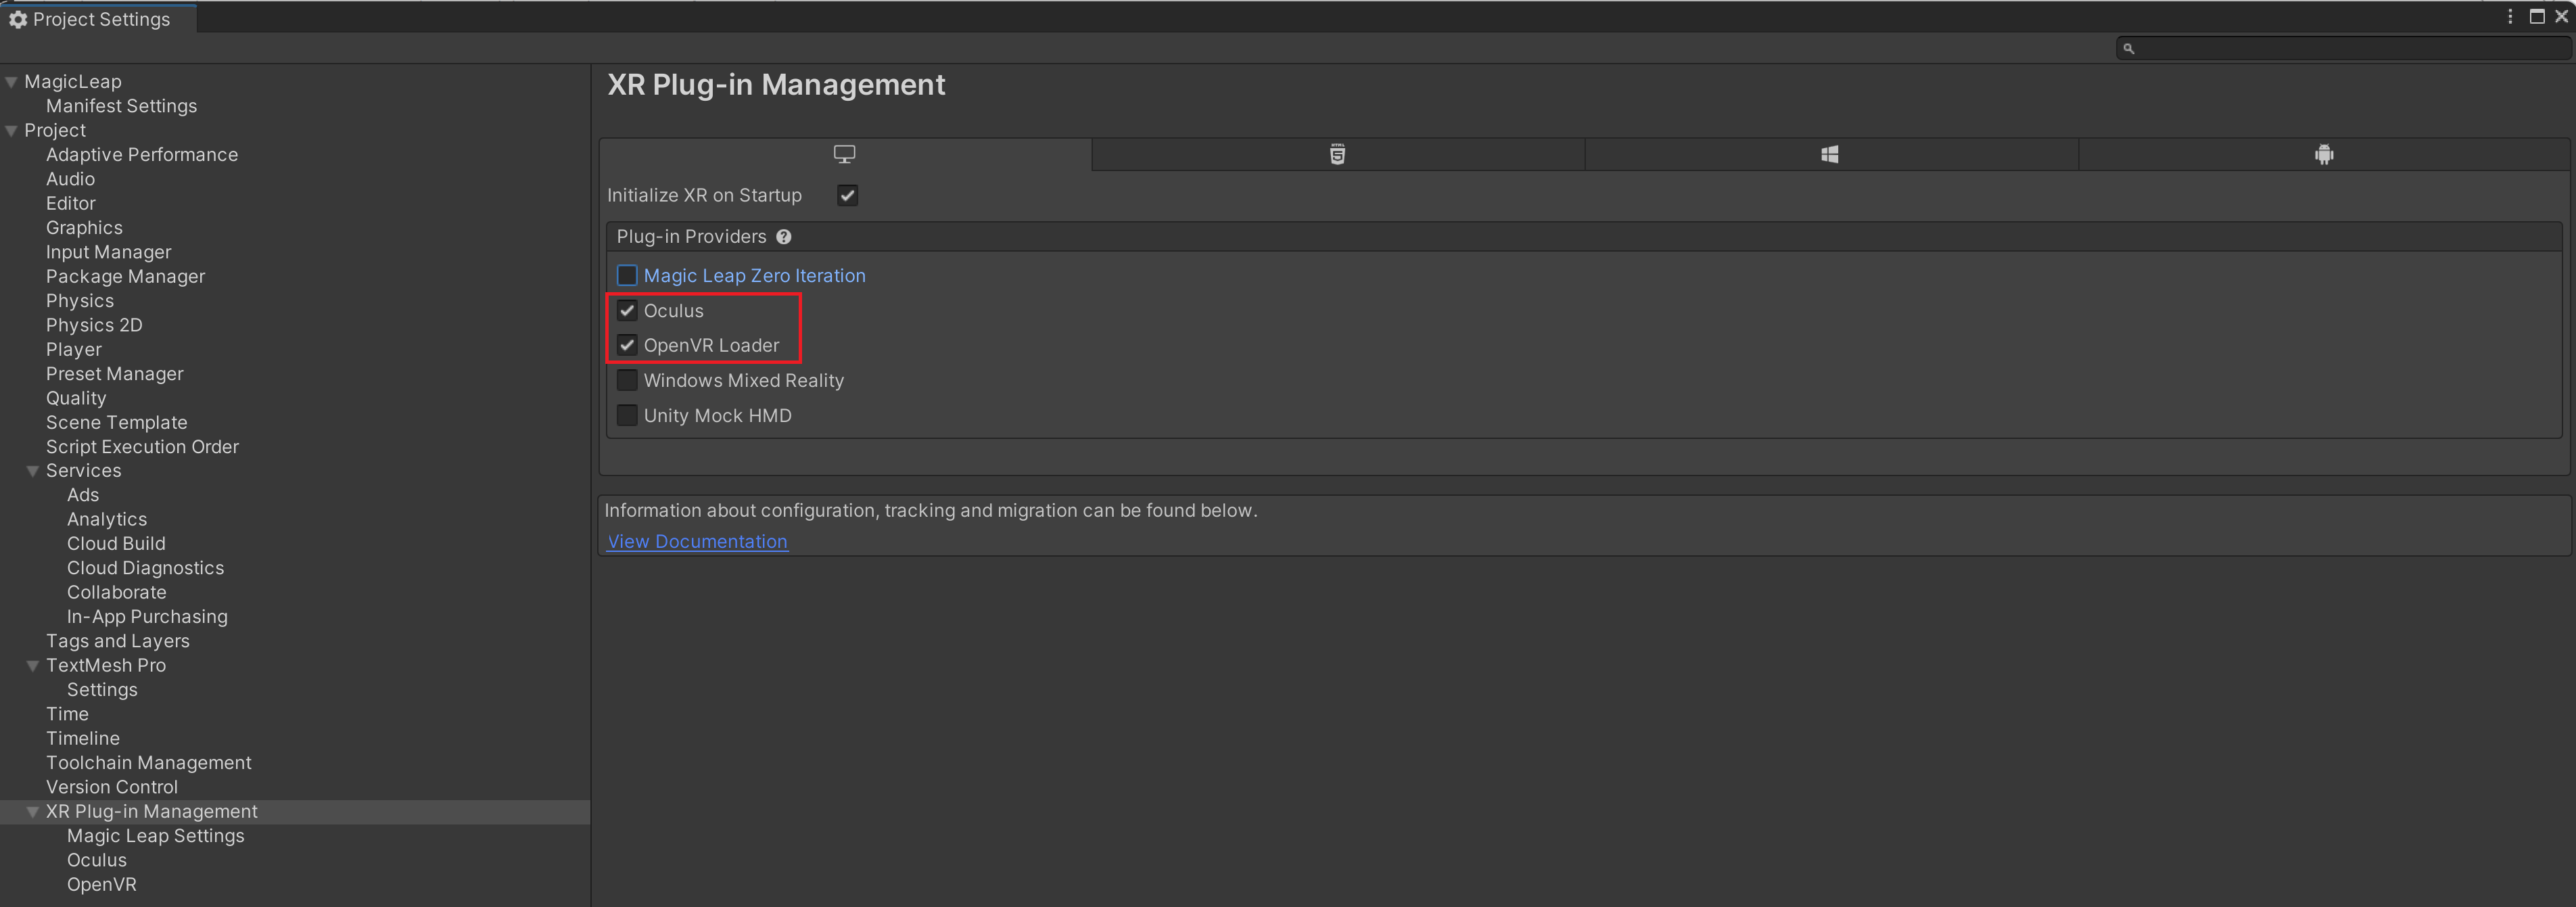 Project Settings
MagicLeap
Manifest Settings
Project
Adaptive Performance
Audio
Editor
Graphics
Input Manager
Package Manager
Physics
Physics 2D
Player
Preset Manager
Quality
Scene Template
Script Execution Order
Services
Ads
Analytics
Cloud Build
Cloud Diagnostics
Collaborate
In-App Purchasing
Tags and Layers
TextMesh Pro
Settings
Time
Timeline
Toolchain Management
Version Control
XR Plug-in Management
Magic Leap Settings
Oculus
OpenVR
XR Plug-in Management
HTML
5
Initialize XR on Startup
Plug-in Providers ?
Magic Leap Zero Iteration
Oculus
OpenVR Loader
Windows Mixed Reality
Unity Mock HMD
Information about configuration, tracking and migration can be found below.
View Documentation